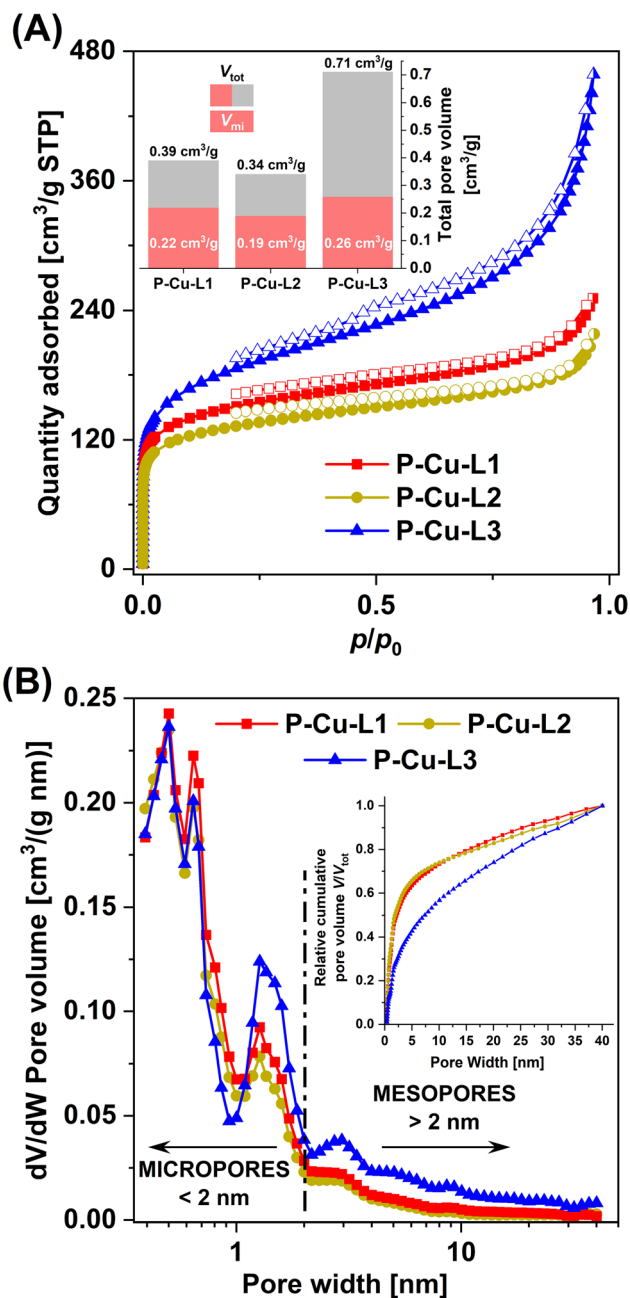 (A)
480
360
240
120
0
Quantity adsorbed [cm³/g STP]
0.0
0.5
1.0
p/p₀
P-Cu-L1
P-Cu-L2
P-Cu-L3
V_tot
V_mi
0.39 cm³/g
0.34 cm³/g
0.71 cm³/g
0.22 cm³/g
0.19 cm³/g
0.26 cm³/g
P-Cu-L1
P-Cu-L2
P-Cu-L3
0.7
0.6
0.5
0.4
0.3
0.2
0.1
0.0
Total pore volume
[cm³/g]
(B)
0.25
0.20
0.15
0.10
0.05
0.00
dV/dW Pore volume [cm³/(g nm)]
P-Cu-L1
P-Cu-L2
P-Cu-L3
1.0
0.8
0.6
0.4
0.2
0.0
Relative cumulative
pore volume V/V_tot
0
5
10
15
20
25
30
35
40
Pore Width [nm]
MICROPORES
< 2 nm
MESOPORES
> 2 nm
1
10
Pore width [nm]